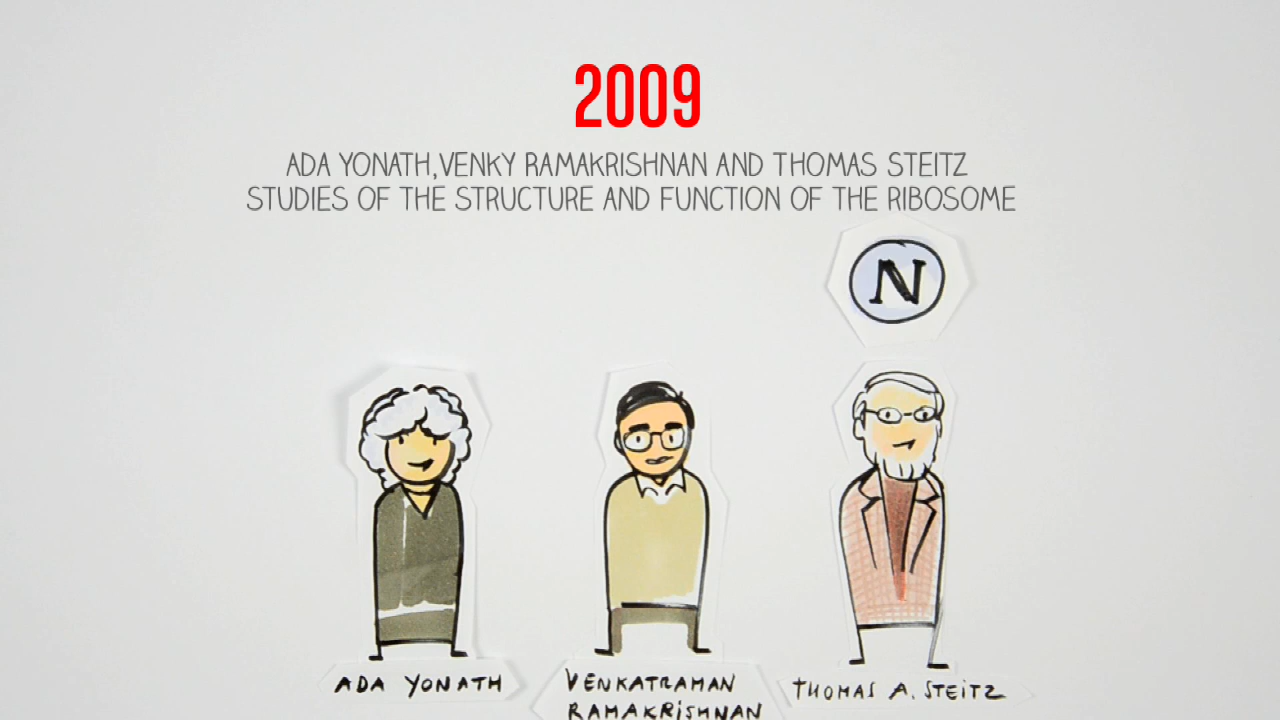 2009
ADA YONATH, VENKY RAMAKRISHNAN AND THOMAS STEITZ
STUDIES OF THE STRUCTURE AND FUNCTION OF THE RIBOSOME
N
ADA YONATH
VENKATRAMAN
RAMAKRISHNAN
THOMAS A. STEITZ